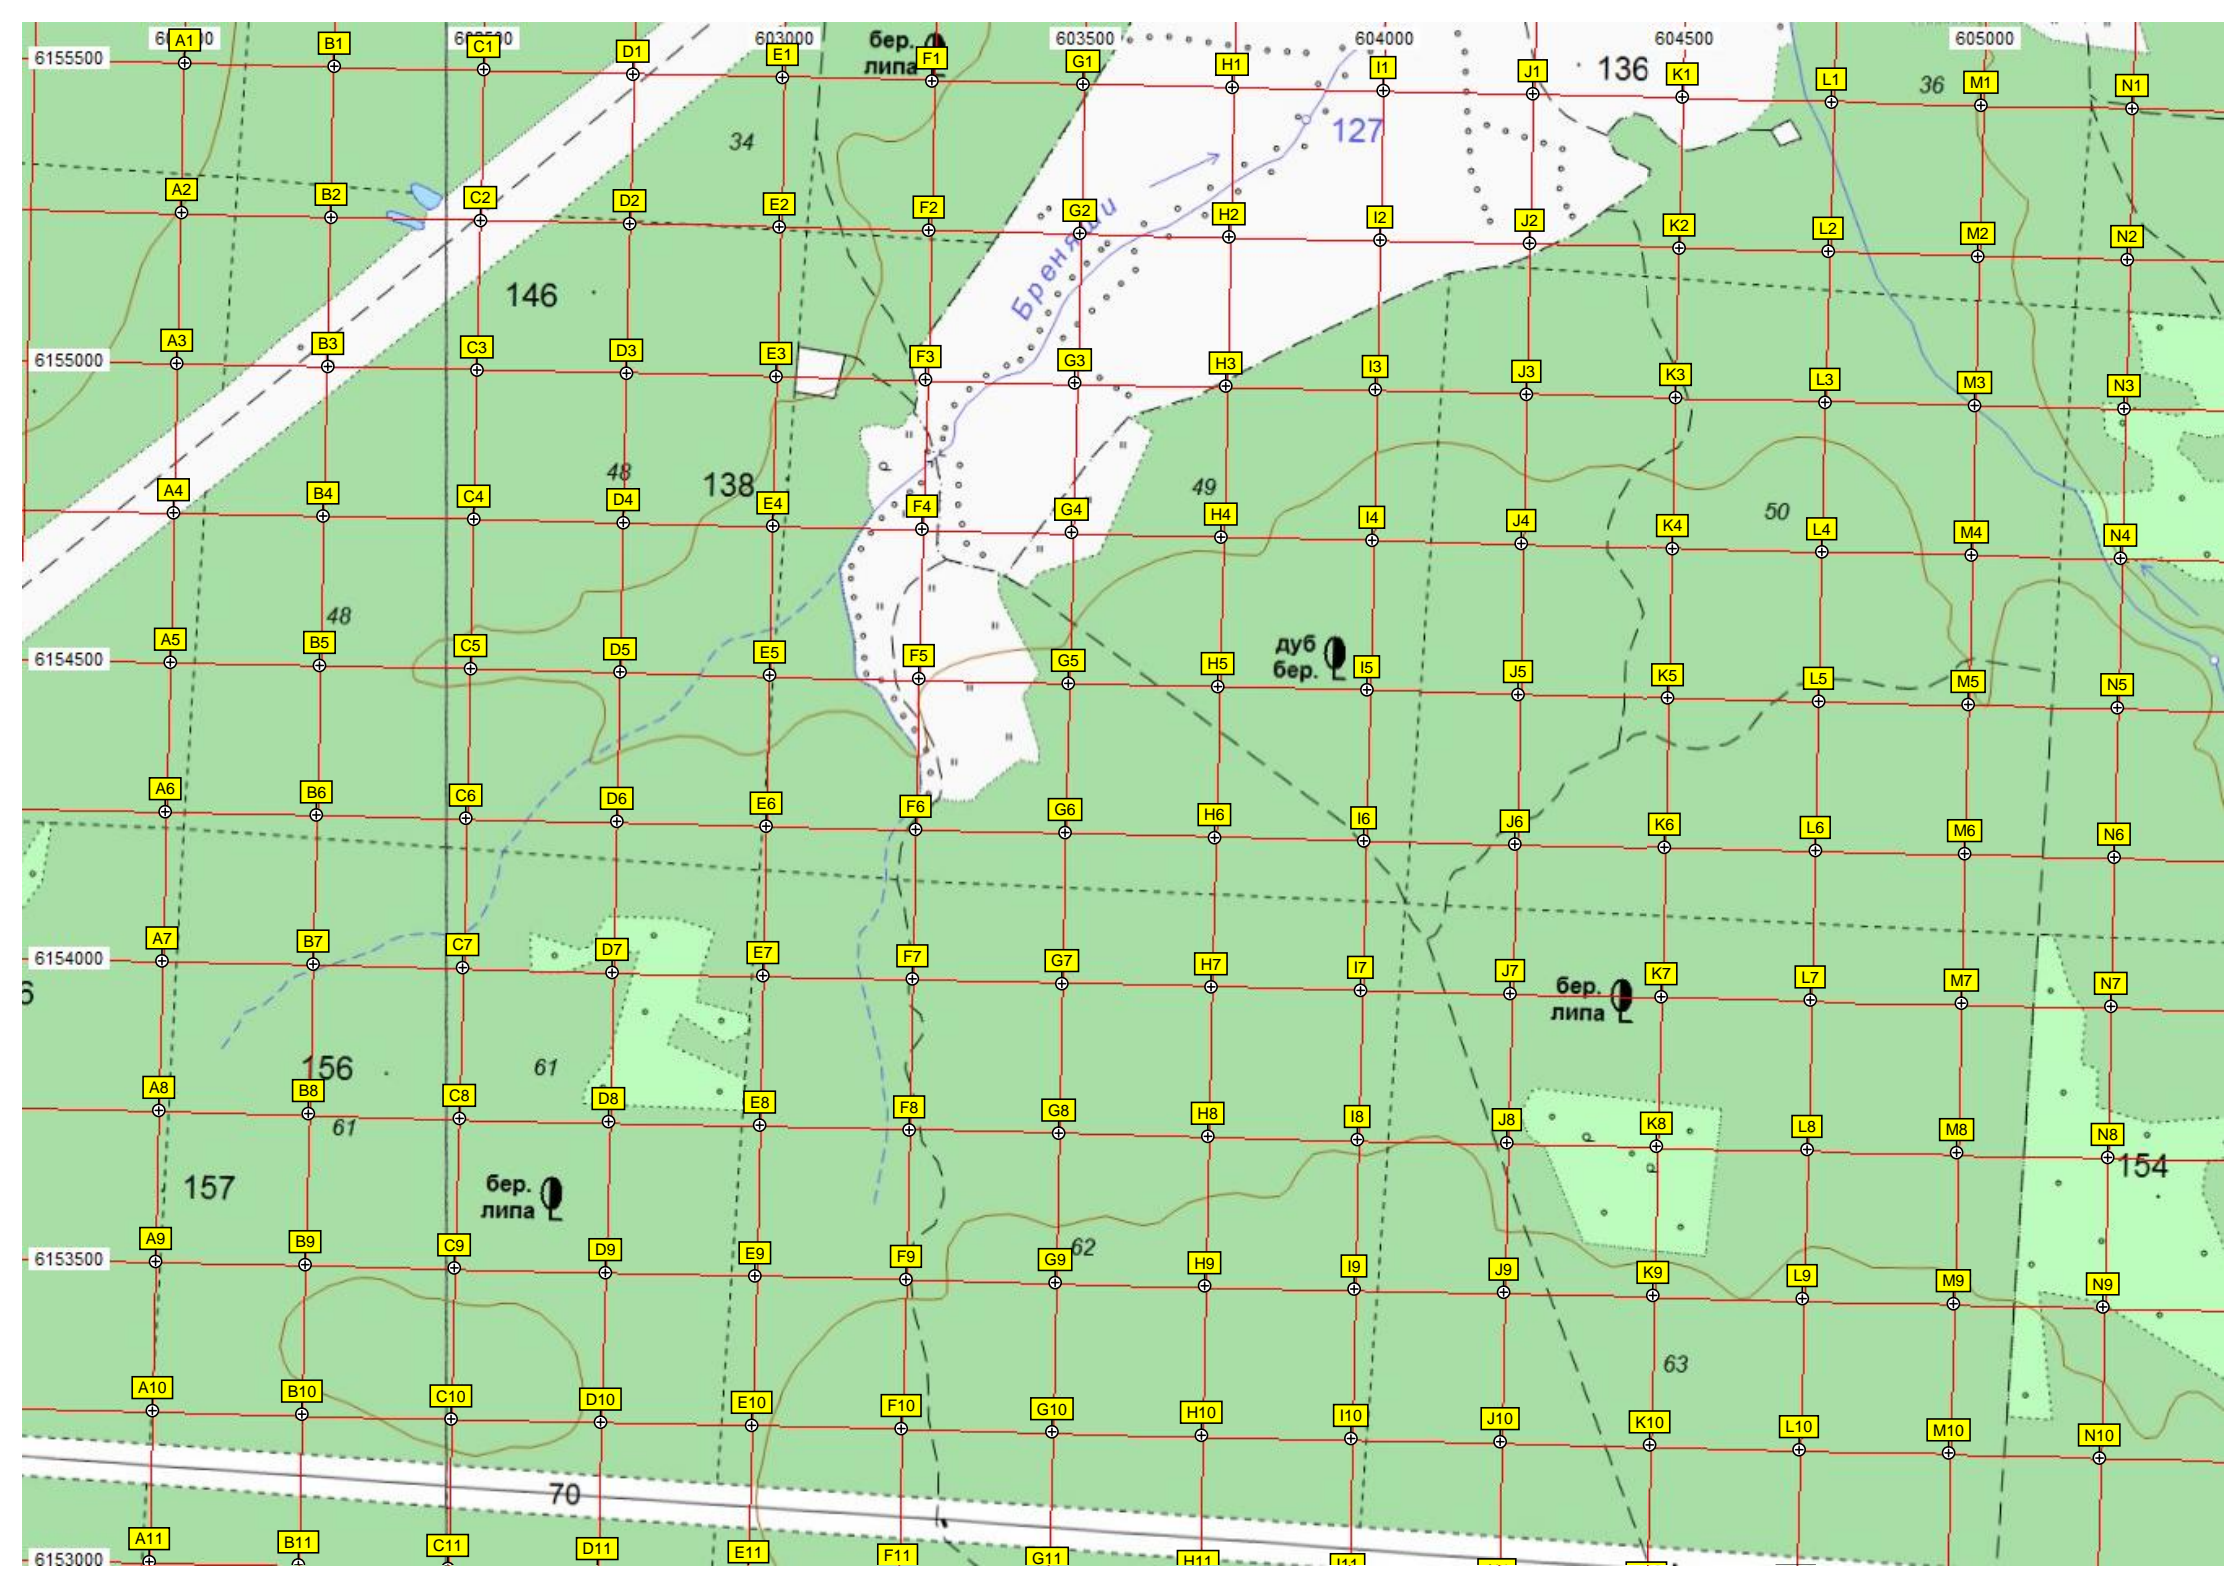 602500 603000 603500 604000 604500 605000
6155500
A1 B1 C1 D1 E1 F1 G1 H1 I1 J1 K1 L1 M1 N1
бер.
липа
136
36
34
127
A2 B2 C2 D2 E2 F2 G2 H2 I2 J2 K2 L2 M2 N2
Бреняши
146
6155000
A3 B3 C3 D3 E3 F3 G3 H3 I3 J3 K3 L3 M3 N3
48
138
49
50
A4 B4 C4 D4 E4 F4 G4 H4 I4 J4 K4 L4 M4 N4
48
дуб
бер.
6154500
A5 B5 C5 D5 E5 F5 G5 H5 I5 J5 K5 L5 M5 N5
A6 B6 C6 D6 E6 F6 G6 H6 I6 J6 K6 L6 M6 N6
6154000
A7 B7 C7 D7 E7 F7 G7 H7 I7 J7 K7 L7 M7 N7
бер.
липа
156
61
A8 B8 C8 D8 E8 F8 G8 H8 I8 J8 K8 L8 M8 N8
61
154
157
бер.
липа
62
6153500
A9 B9 C9 D9 E9 F9 G9 H9 I9 J9 K9 L9 M9 N9
63
A10 B10 C10 D10 E10 F10 G10 H10 I10 J10 K10 L10 M10 N10
70
6153000
A11 B11 C11 D11 E11 F11 G11 H11 I11